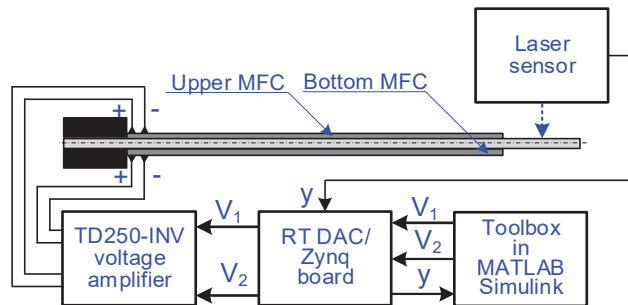 Laser
sensor
Upper MFC
Bottom MFC
+ -
+ -
y
TD250-INV
voltage
amplifier
V1
V2
RT DAC/
Zynq
board
V1
V2
y
Toolbox
in
MATLAB
Simulink